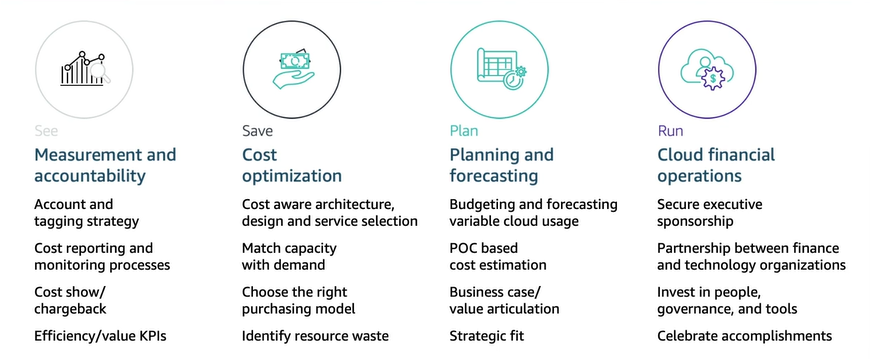 See
Measurement and
accountability
Account and
tagging strategy
Cost reporting and
monitoring processes
Cost show/
chargeback
Efficiency/value KPIs
Save
Cost
optimization
Cost aware architecture,
design and service selection
Match capacity
with demand
Choose the right
purchasing model
Identify resource waste
Plan
Planning and
forecasting
Budgeting and forecasting
variable cloud usage
POC based
cost estimation
Business case/
value articulation
Strategic fit
$
Run
Cloud financial
operations
Secure executive
sponsorship
Partnership between finance
and technology organizations
Invest in people,
governance, and tools
Celebrate accomplishments